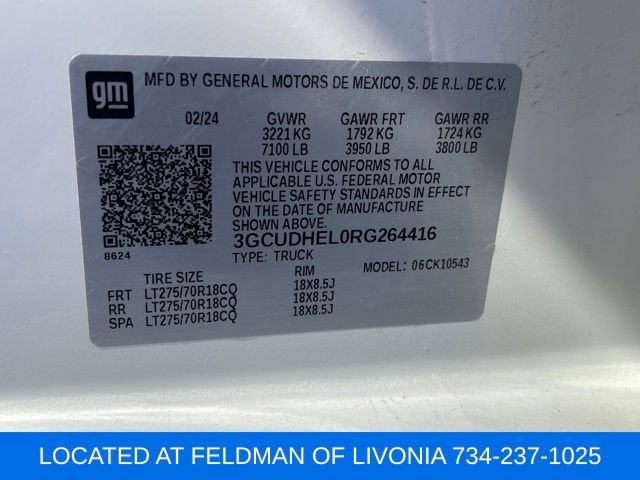 gm
MFD BY GENERAL MOTORS DE MEXICO, S. DE R.L. DE C.V.
02/24 GVWR GAWR FRT GAWR RR
3221 KG 1792 KG 1724 KG
7100 LB 3950 LB 3800 LB
THIS VEHICLE CONFORMS TO ALL
APPLICABLE U.S. FEDERAL MOTOR
VEHICLE SAFETY STANDARDS IN EFFECT
ON THE DATE OF MANUFACTURE
SHOWN ABOVE.
8624 3GCUDHEL0RG264416
TYPE: TRUCK MODEL: 06CK10543
TIRE SIZE RIM
FRT LT275/70R18CQ 18X8.5J
RR LT275/70R18CQ 18X8.5J
SPA LT275/70R18CQ 18X8.5J
LOCATED AT FELDMAN OF LIVONIA 734-237-1025